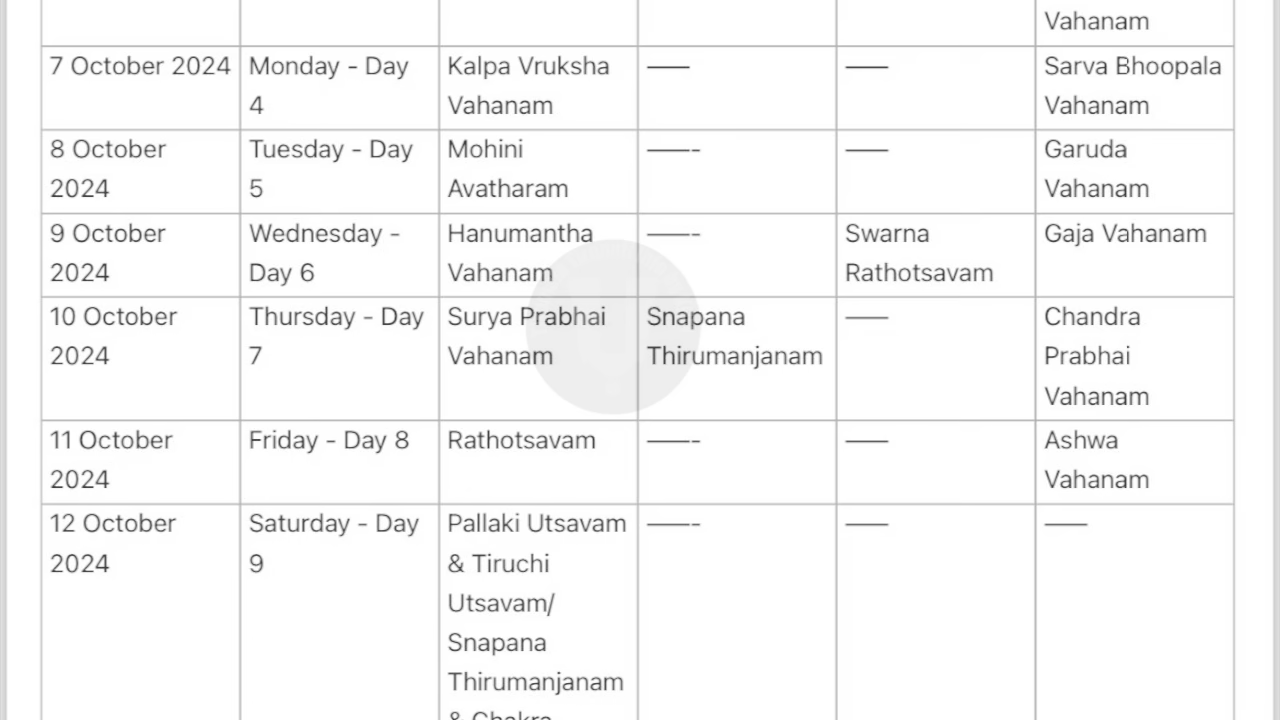 Vahanam
7 October 2024 Monday - Day Kalpa Vruksha —— —— Sarva Bhoopala
4 Vahanam Vahanam
8 October Tuesday - Day Mohini ——- —— Garuda
2024 5 Avatharam Vahanam
9 October Wednesday - Hanumantha ——- Swarna Gaja Vahanam
2024 Day 6 Vahanam Rathotsavam
10 October Thursday - Day Surya Prabhai Snapana —— Chandra
2024 7 Vahanam Thirumanjanam Prabhai
Vahanam
11 October Friday - Day 8 Rathotsavam ——- —— Ashwa
2024 Vahanam
12 October Saturday - Day Pallaki Utsavam ——- —— ——
2024 9 & Tiruchi
Utsavam/
Snapana
Thirumanjanam
& Chakra